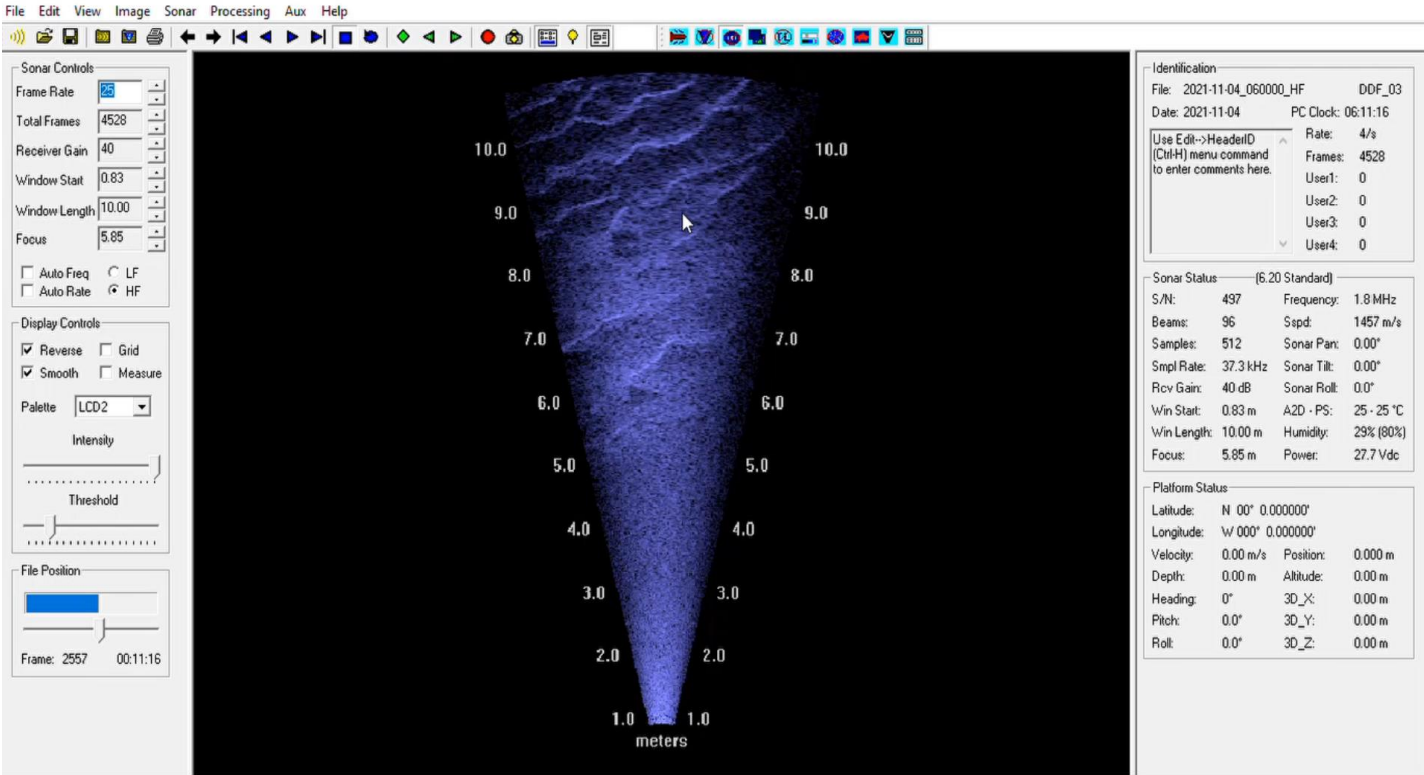 File Edit View Image Sonar Processing Aux Help
Sonar Controls
Frame Rate 25
Total Frames 4528
Receiver Gain 40
Window Start 0.83
Window Length 10.00
Focus 5.85
Auto Freq LF
Auto Rate HF
Display Controls
Reverse Grid
Smooth Measure
Palette LCD2
Intensity
Threshold
File Position
Frame: 2557 00:11:16
10.0 10.0
9.0 9.0
8.0 8.0
7.0 7.0
6.0 6.0
5.0 5.0
4.0 4.0
3.0 3.0
2.0 2.0
1.0 1.0
meters
Identification
File: 2021-11-04_060000_HF DDF_03
Date: 2021-11-04 PC Clock: 06:11:16
Use Edit-->HeaderID
(Ctrl-H) menu command
to enter comments here.
Rate: 4/s
Frames: 4528
User1: 0
User2: 0
User3: 0
User4: 0
Sonar Status (6.20 Standard)
S/N: 497 Frequency: 1.8 MHz
Beams: 96 Sspd: 1457 m/s
Samples: 512 Sonar Pan: 0.00°
Smpl Rate: 37.3 kHz Sonar Tilt: 0.00°
Rcv Gain: 40 dB Sonar Roll: 0.0°
Win Start: 0.83 m A2D - PS: 25 - 25 °C
Win Length: 10.00 m Humidity: 29% (80%)
Focus: 5.85 m Power: 27.7 Vdc
Platform Status
Latitude: N 00° 0.000000'
Longitude: W 000° 0.000000'
Velocity: 0.00 m/s Position: 0.000 m
Depth: 0.00 m Altitude: 0.00 m
Heading: 0° 3D_X: 0.00 m
Pitch: 0.0° 3D_Y: 0.00 m
Roll: 0.0° 3D_Z: 0.00 m